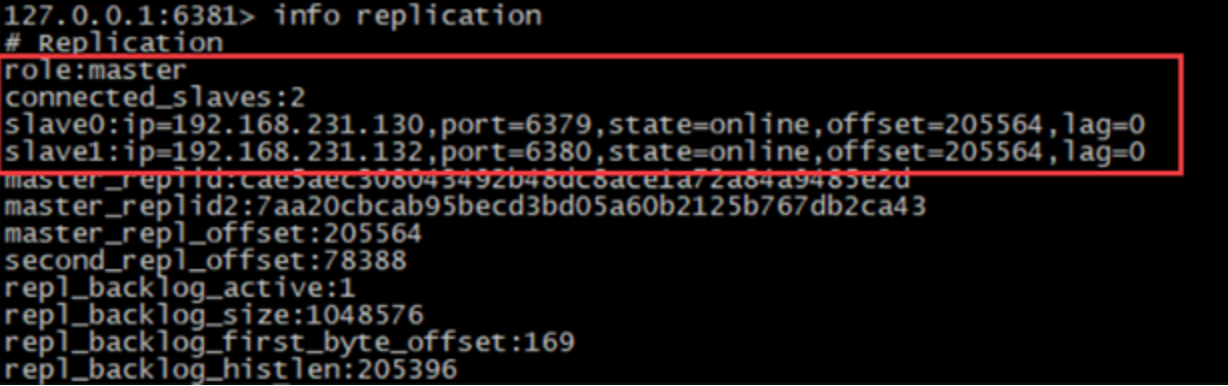 127.0.0.1:6381> info replication
# Replication
role:master
connected_slaves:2
slave0:ip=192.168.231.130,port=6379,state=online,offset=205564,lag=0
slave1:ip=192.168.231.132,port=6380,state=online,offset=205564,lag=0
master_replid:cae5aec308043492b48dc8ace1a72a84a9485e2d
master_replid2:7aa20cbcab95becd3bd05a60b2125b767db2ca43
master_repl_offset:205564
second_repl_offset:78388
repl_backlog_active:1
repl_backlog_size:1048576
repl_backlog_first_byte_offset:169
repl_backlog_histlen:205396